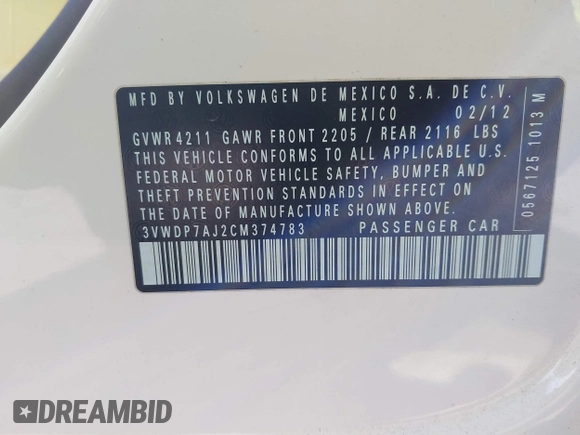 MFD BY VOLKSWAGEN DE MEXICO S.A. DE C.V.
MEXICO 02/12
GVWR 4211 GAWR FRONT 2205 / REAR 2116 LBS
THIS VEHICLE CONFORMS TO ALL APPLICABLE U.S.
FEDERAL MOTOR VEHICLE SAFETY, BUMPER AND
THEFT PREVENTION STANDARDS IN EFFECT ON
THE DATE OF MANUFACTURE SHOWN ABOVE.
3VWDP7AJ2CM374783 PASSENGER CAR
0567125 1013 M
DREAMBID